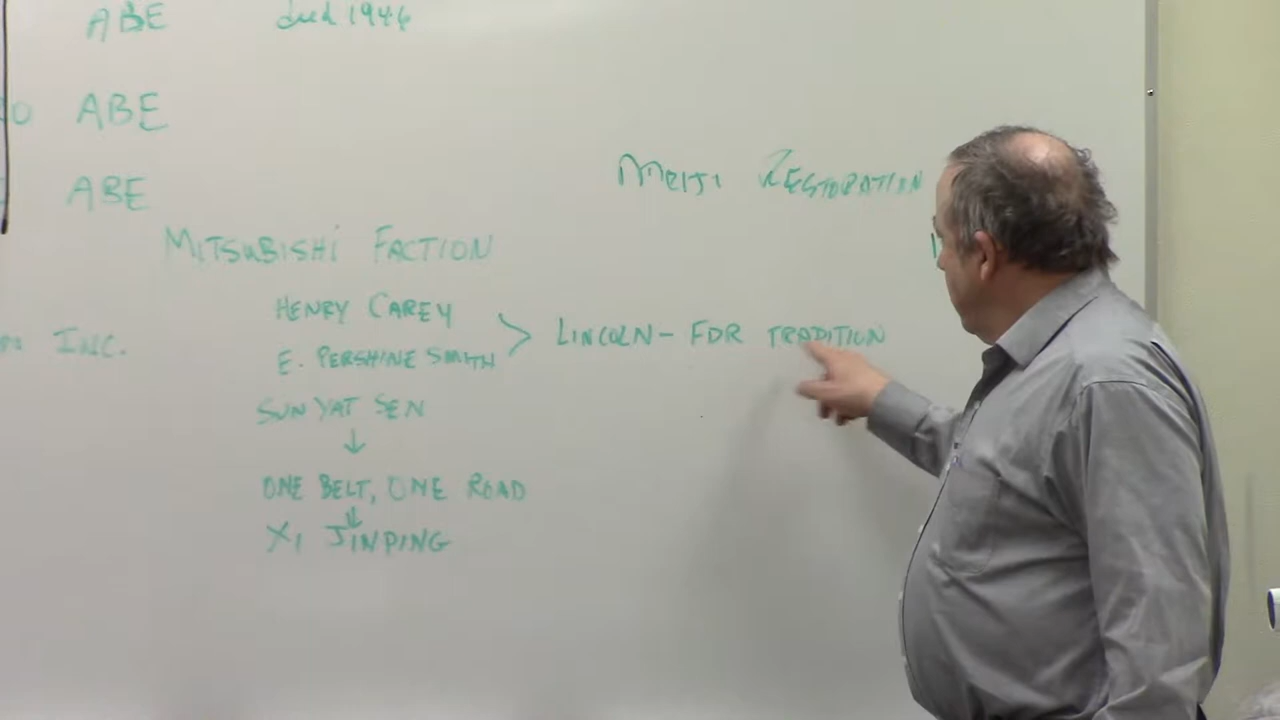 ABE died 1946
O ABE
ABE
MEIJI RESTORATION
MITSUBISHI FACTION
HENRY CAREY
E. PERSHINE SMITH
> LINCOLN - FDR TRADITION
INC.
SUN YAT SEN
↓
ONE BELT, ONE ROAD
↓
XI JINPING